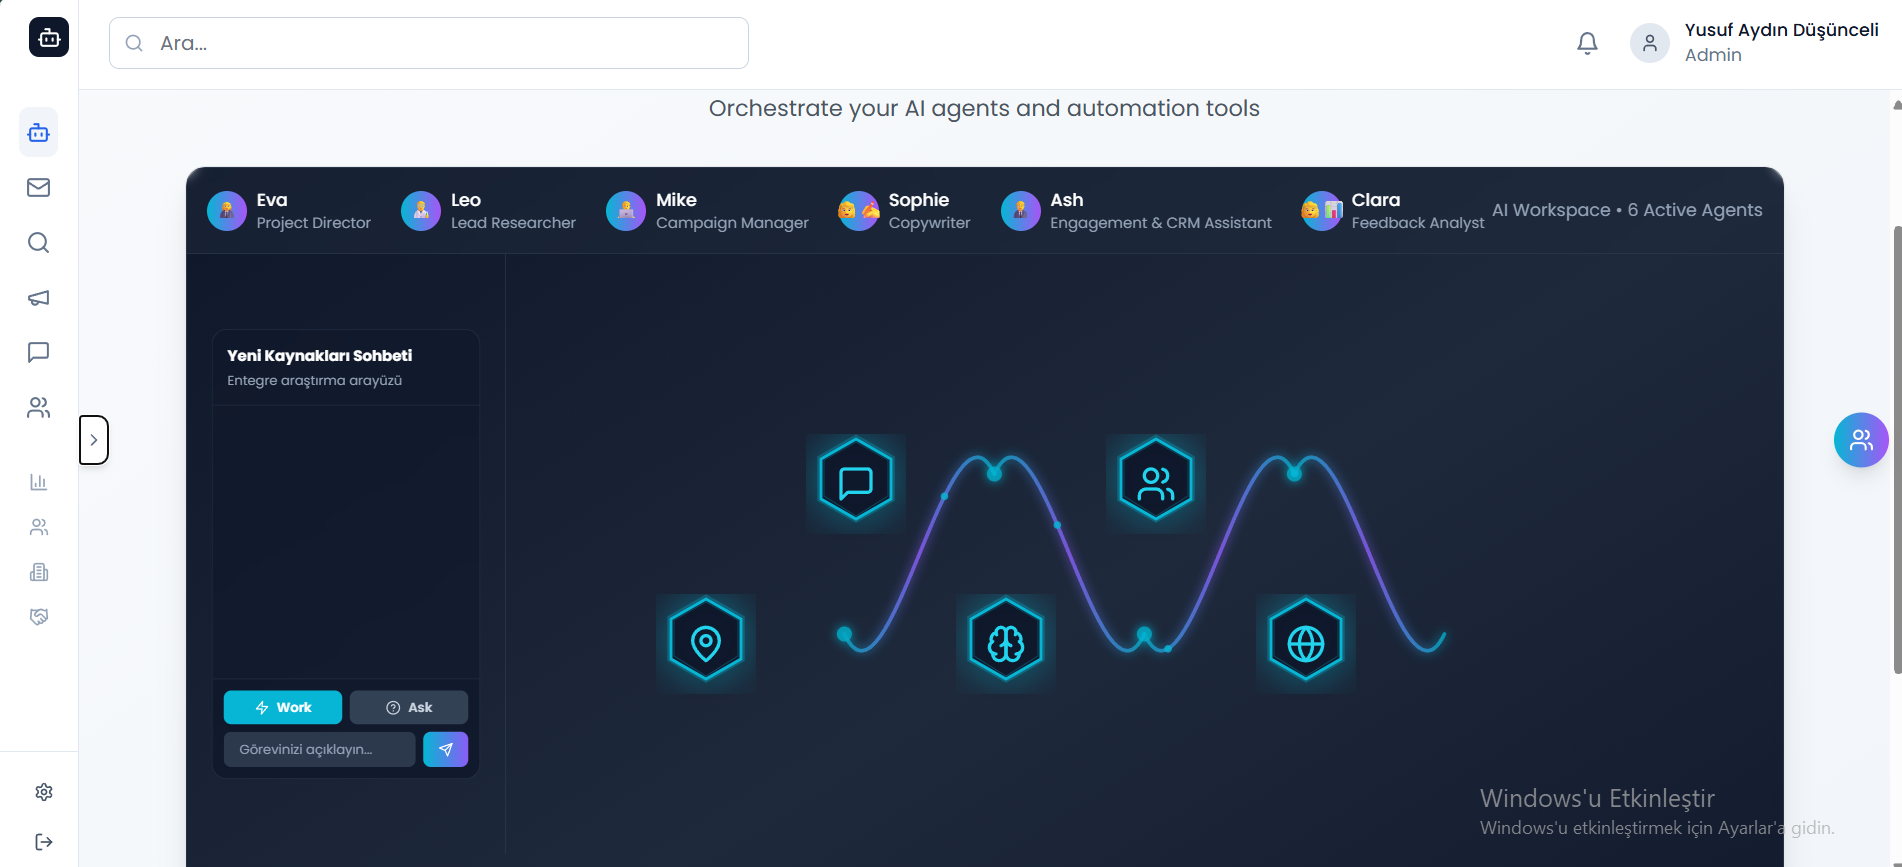 Ara...
Yusuf Aydın Düşünceli
Admin
Orchestrate your AI agents and automation tools
Eva
Project Director
Leo
Lead Researcher
Mike
Campaign Manager
Sophie
Copywriter
Ash
Engagement & CRM Assistant
Clara
Feedback Analyst
AI Workspace • 6 Active Agents
Yeni Kaynakları Sohbeti
Entegre araştırma arayüzü
Work
Ask
Görevinizi açıklayın...
Windows'u Etkinleştir
Windows'u etkinleştirmek için Ayarlar'a gidin.